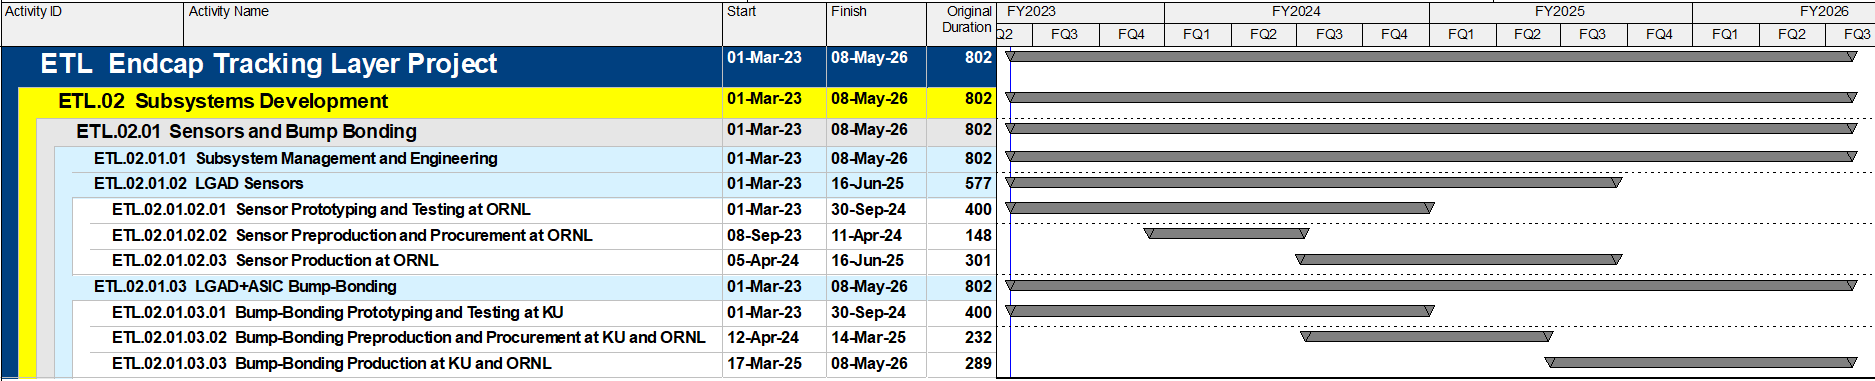 Activity ID Activity Name Start Finish Original Duration FY2023 FY2024 FY2025 FY2026
Q2 FQ3 FQ4 FQ1 FQ2 FQ3 FQ4 FQ1 FQ2 FQ3 FQ4 FQ1 FQ2 FQ3
ETL Endcap Tracking Layer Project 01-Mar-23 08-May-26 802
ETL.02 Subsystems Development 01-Mar-23 08-May-26 802
ETL.02.01 Sensors and Bump Bonding 01-Mar-23 08-May-26 802
ETL.02.01.01 Subsystem Management and Engineering 01-Mar-23 08-May-26 802
ETL.02.01.02 LGAD Sensors 01-Mar-23 16-Jun-25 577
ETL.02.01.02.01 Sensor Prototyping and Testing at ORNL 01-Mar-23 30-Sep-24 400
ETL.02.01.02.02 Sensor Preproduction and Procurement at ORNL 08-Sep-23 11-Apr-24 148
ETL.02.01.02.03 Sensor Production at ORNL 05-Apr-24 16-Jun-25 301
ETL.02.01.03 LGAD+ASIC Bump-Bonding 01-Mar-23 08-May-26 802
ETL.02.01.03.01 Bump-Bonding Prototyping and Testing at KU 01-Mar-23 30-Sep-24 400
ETL.02.01.03.02 Bump-Bonding Preproduction and Procurement at KU and ORNL 12-Apr-24 14-Mar-25 232
ETL.02.01.03.03 Bump-Bonding Production at KU and ORNL 17-Mar-25 08-May-26 289